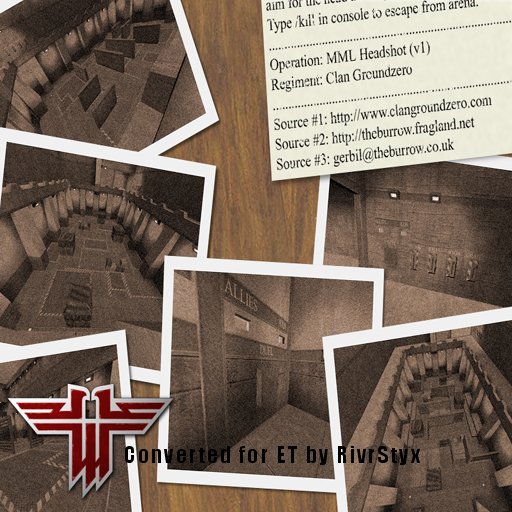 aim for the head
Type /kill in console to escape from arena.
Operation: MML Headshot (v1)
Regiment: Clan Groundzero
Source #1: http://www.clangroundzero.com
Source #2: http://theburrow.fragland.net
Source #3: gerbil@theburrow.co.uk
ALLIES
Converted for ET by RivrStyx